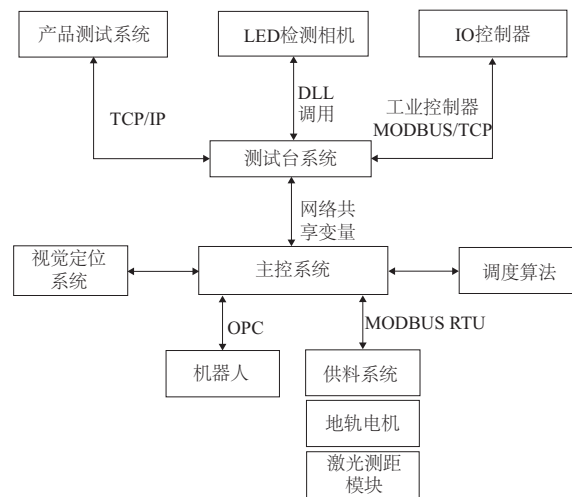 产品测试系统
LED检测相机
IO控制器
TCP/IP
DLL
调用
工业控制器
MODBUS/TCP
测试台系统
网络共
享变量
视觉定位
系统
主控系统
调度算法
OPC
MODBUS RTU
机器人
供料系统
地轨电机
激光测距
模块